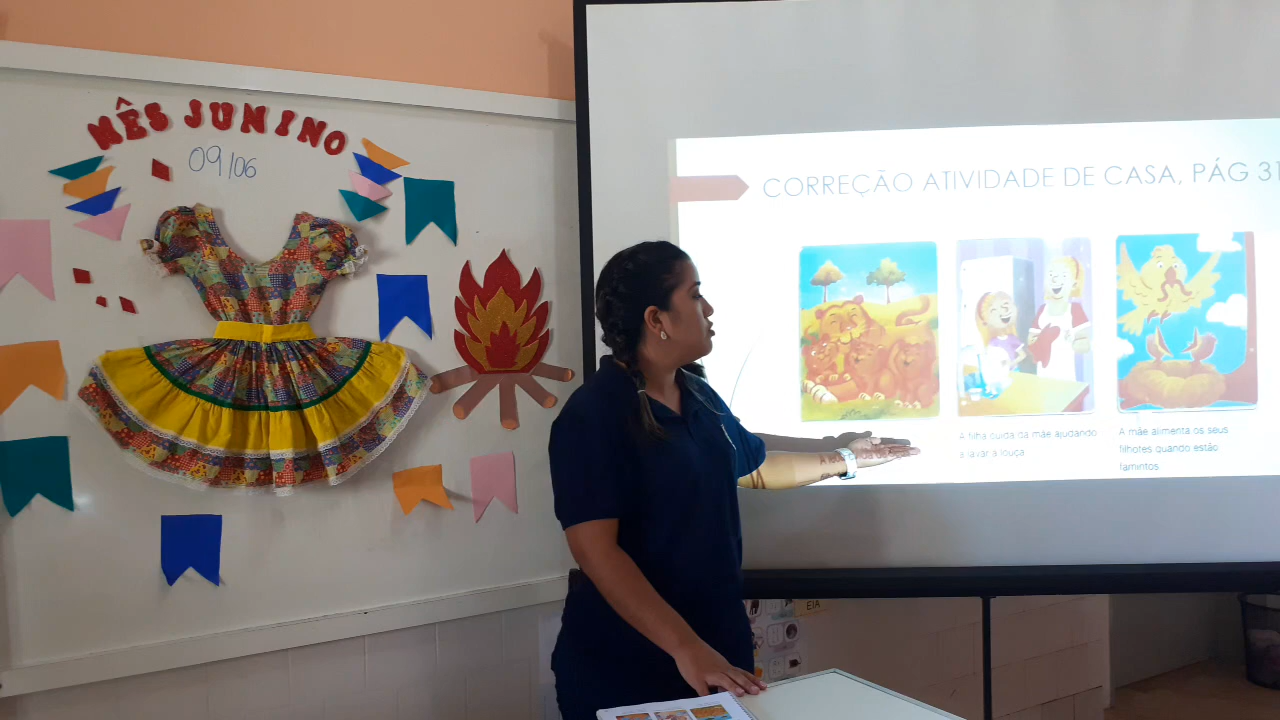 MÊS JUNINO
09/06
CORREÇÃO ATIVIDADE DE CASA, PÁG 31
A filha cuida da mãe ajudando
a lavar a louça
A mãe alimenta os seus
filhotes quando estão
famintos
EIA